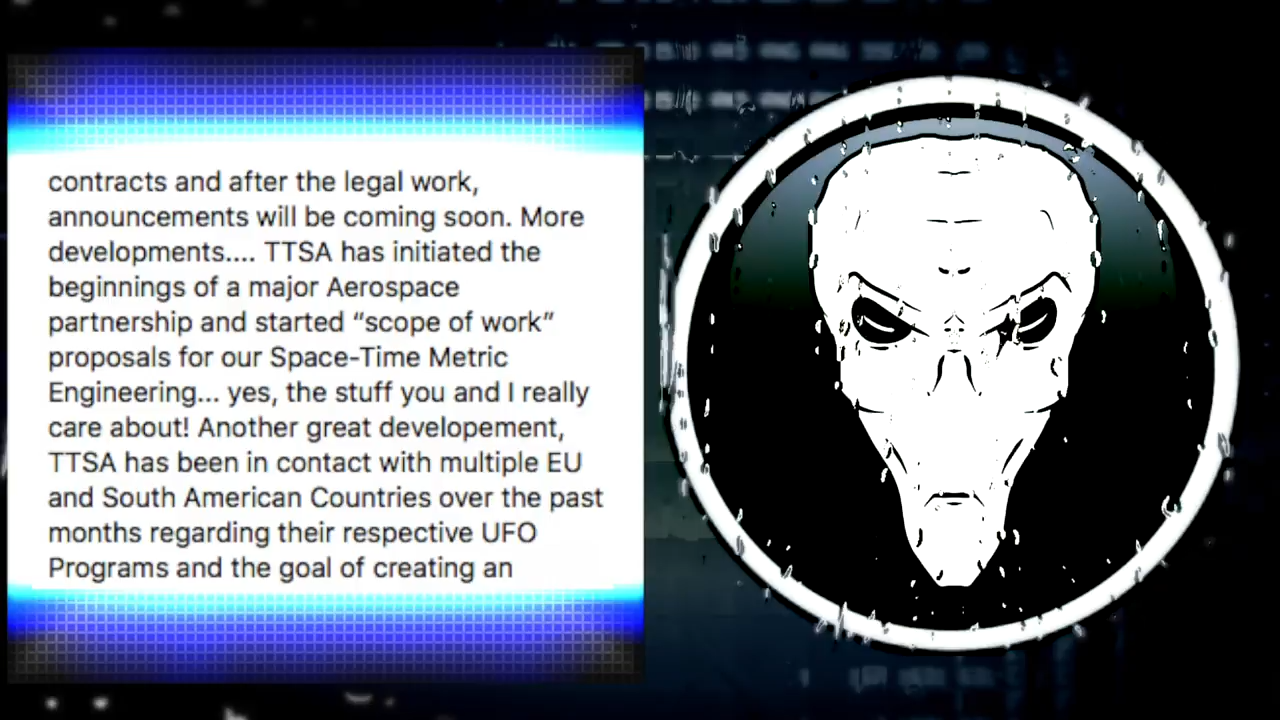 contracts and after the legal work,
announcements will be coming soon. More
developments.... TTSA has initiated the
beginnings of a major Aerospace
partnership and started “scope of work”
proposals for our Space-Time Metric
Engineering... yes, the stuff you and I really
care about! Another great developement,
TTSA has been in contact with multiple EU
and South American Countries over the past
months regarding their respective UFO
Programs and the goal of creating an